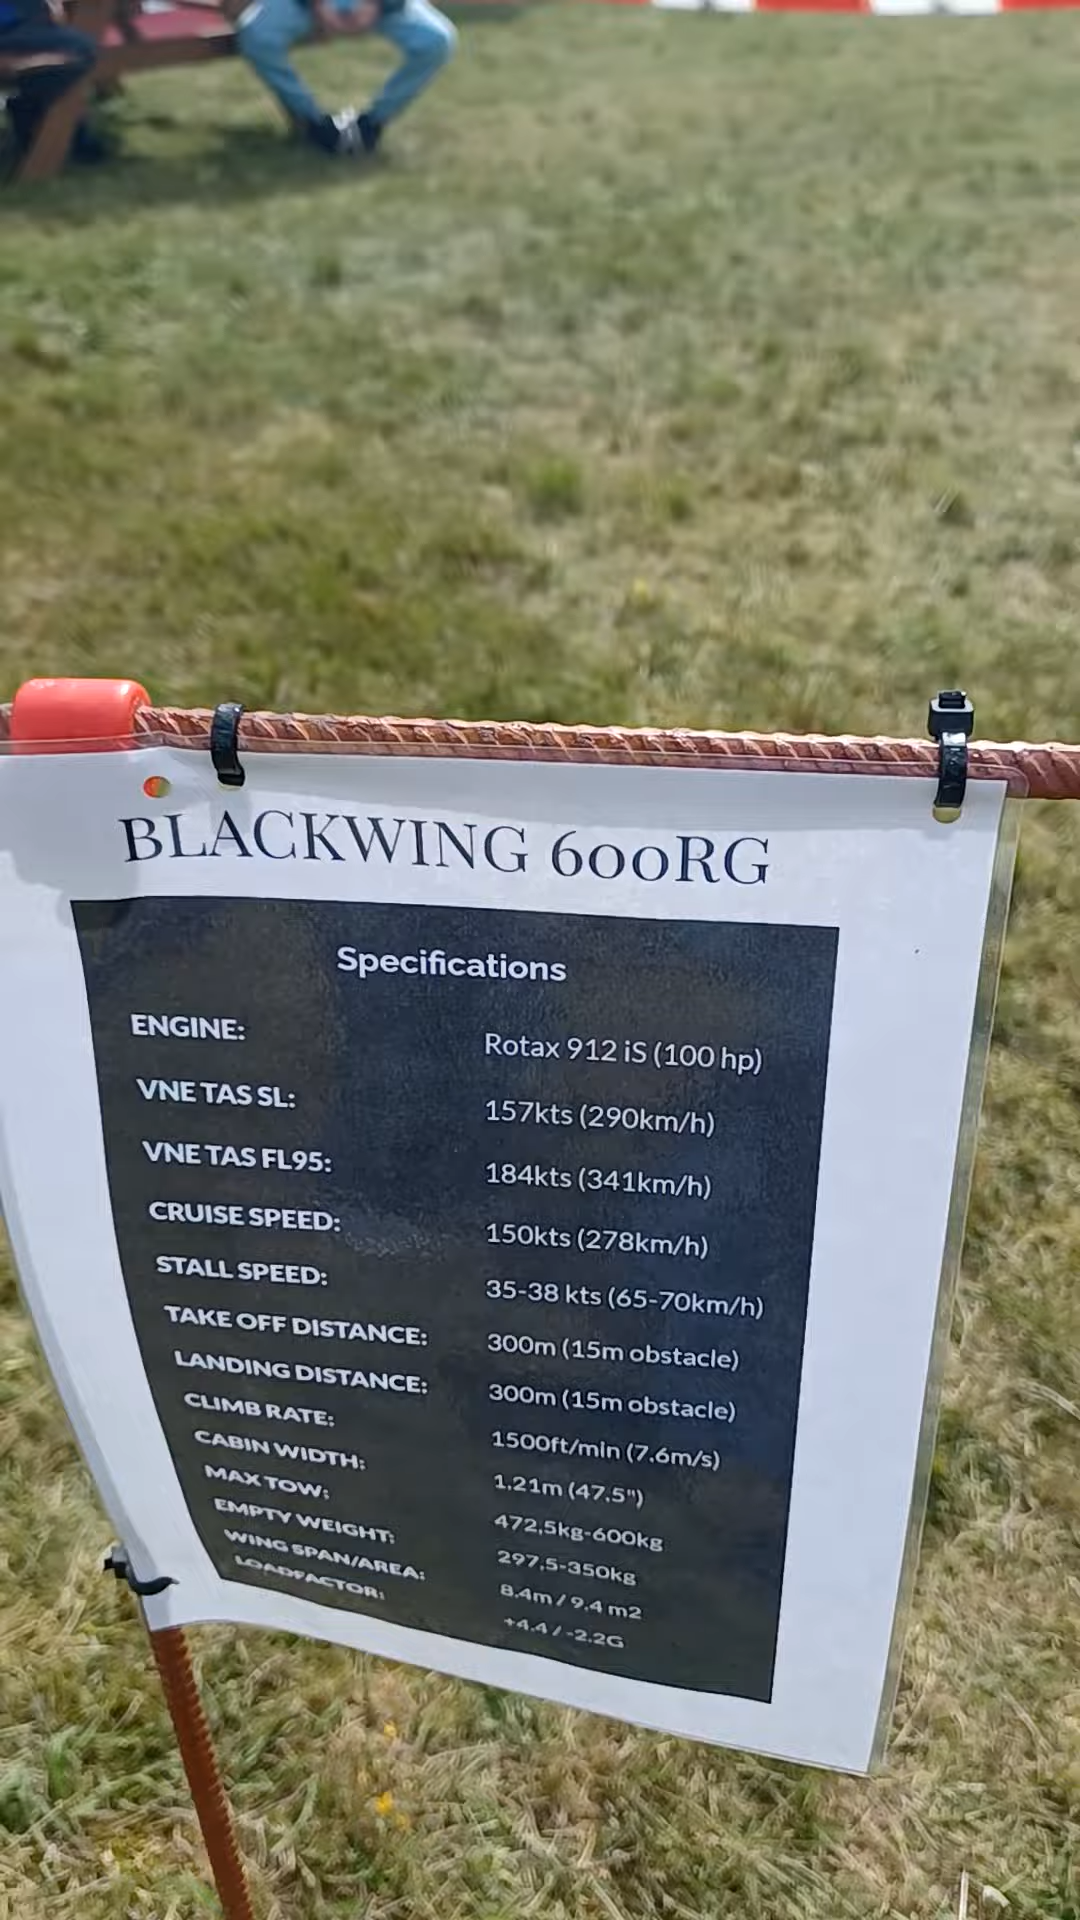 BLACKWING 600RG
Specifications
ENGINE: Rotax 912 iS (100 hp)
VNE TAS SL: 157kts (290km/h)
VNE TAS FL95: 184kts (341km/h)
CRUISE SPEED: 150kts (278km/h)
STALL SPEED: 35-38 kts (65-70km/h)
TAKE OFF DISTANCE: 300m (15m obstacle)
LANDING DISTANCE: 300m (15m obstacle)
CLIMB RATE: 1500ft/min (7.6m/s)
CABIN WIDTH: 1.21m (47.5")
MAX TOW: 472,5kg-600kg
EMPTY WEIGHT: 297,5-350kg
WING SPAN/AREA: 8.4m / 9.4 m2
LOADFACTOR: +4.4 / -2.2G